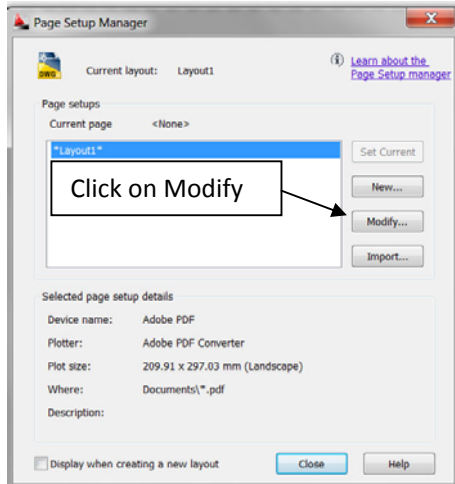 Page Setup Manager
DWG
Current layout: Layout1
Learn about the
Page Setup manager
Page setups
Current page <None>
*Layout1*
Set Current
Click on Modify
New...
Modify...
Import...
Selected page setup details
Device name: Adobe PDF
Plotter: Adobe PDF Converter
Plot size: 209.91 x 297.03 mm (Landscape)
Where: Documents\*.pdf
Description:
Display when creating a new layout
Close
Help